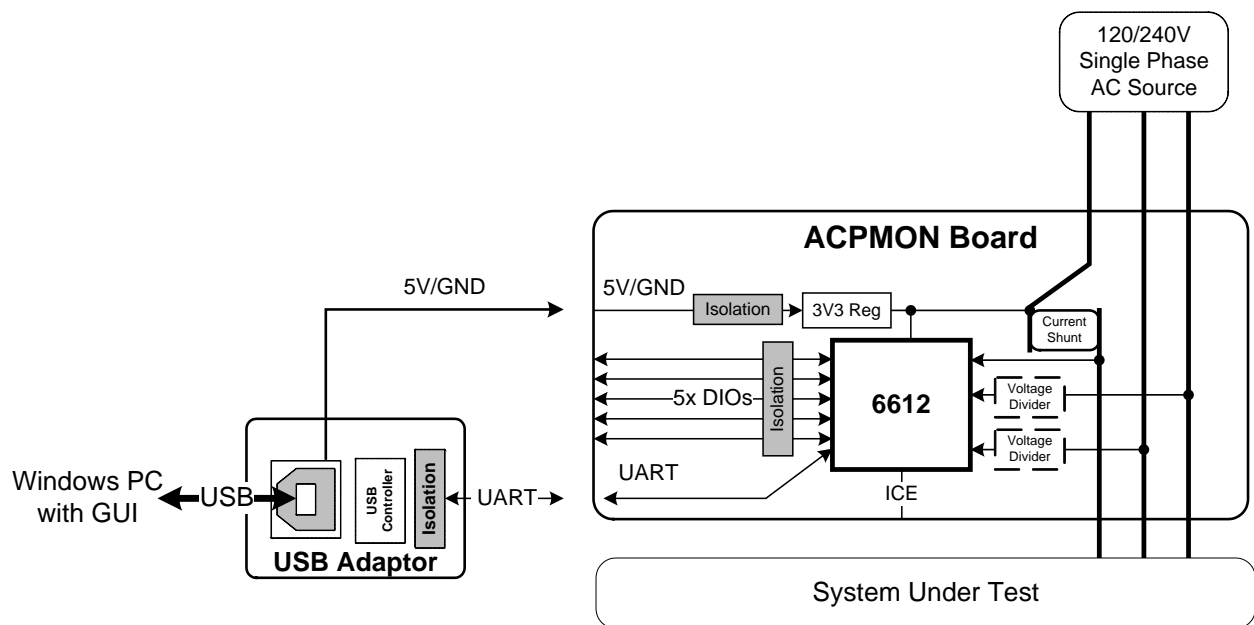 120/240V
Single Phase
AC Source
ACPMON Board
5V/GND
5V/GND
Isolation
3V3 Reg
Current
Shunt
5x DIOs
Isolation
6612
Voltage
Divider
Voltage
Divider
UART
ICE
Windows PC
with GUI
USB
USB
Controller
Isolation
UART
USB Adaptor
System Under Test